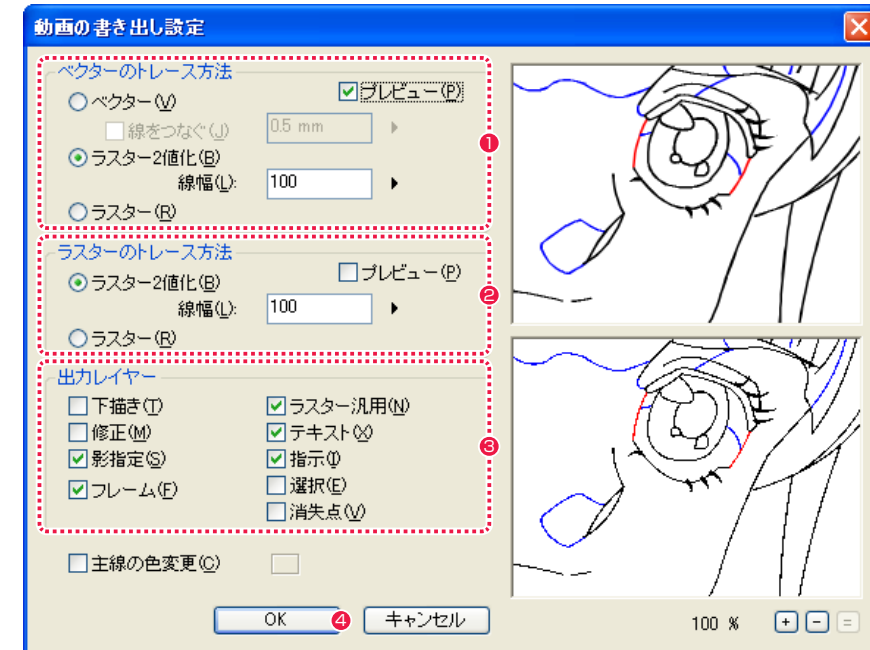 動画の書き出し設定
ベクターのトレース方法
ベクター(V)
プレビュー(P)
線をつなぐ(J)
0.5 mm
1
ラスター2値化(B)
線幅(L):
100
ラスター(R)
ラスターのトレース方法
ラスター2値化(B)
プレビュー(P)
線幅(L):
100
2
ラスター(R)
出力レイヤー
下描き(T)
ラスター汎用(N)
修正(M)
テキスト(X)
影指定(S)
指示(I)
3
フレーム(F)
選択(E)
消失点(V)
主線の色変更(C)
OK
4
キャンセル
100 %
+
-
=